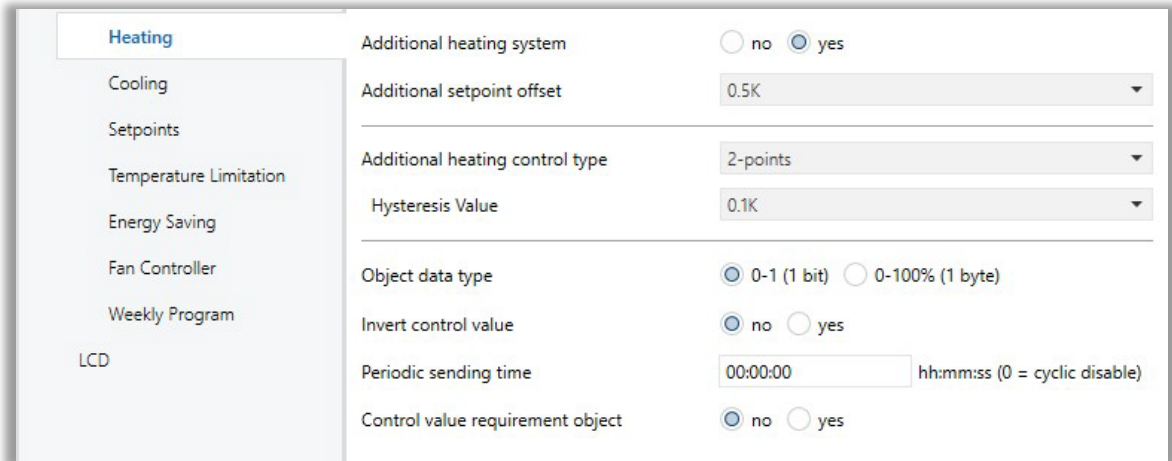 Heating
Cooling
Setpoints
Temperature Limitation
Energy Saving
Fan Controller
Weekly Program
LCD
Additional heating system no yes
Additional setpoint offset 0.5K
Additional heating control type 2-points
Hysteresis Value 0.1K
Object data type 0-1 (1 bit) 0-100% (1 byte)
Invert control value no yes
Periodic sending time 00:00:00 hh:mm:ss (0 = cyclic disable)
Control value requirement object no yes